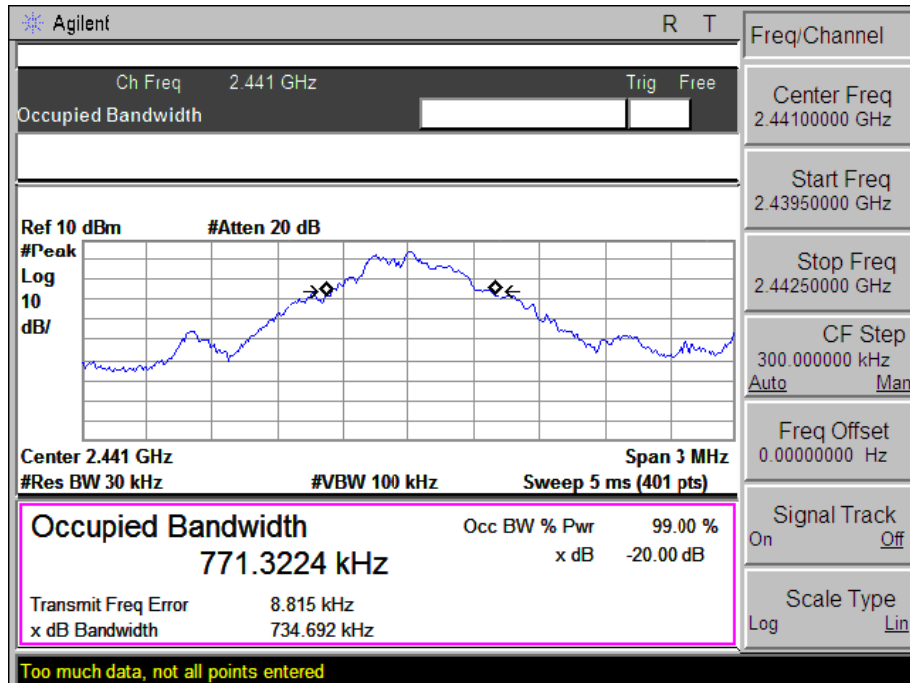 Agilent R T
Freq/Channel
Ch Freq 2.441 GHz Trig Free
Occupied Bandwidth
Center Freq
2.44100000 GHz
Start Freq
2.43950000 GHz
Stop Freq
2.44250000 GHz
CF Step
300.000000 kHz
Auto Man
Freq Offset
0.00000000 Hz
Signal Track
On Off
Scale Type
Log Lin
Ref 10 dBm #Atten 20 dB
#Peak
Log
10
dB/
Center 2.441 GHz Span 3 MHz
#Res BW 30 kHz #VBW 100 kHz Sweep 5 ms (401 pts)
Occupied Bandwidth Occ BW % Pwr 99.00 %
771.3224 kHz x dB -20.00 dB
Transmit Freq Error 8.815 kHz
x dB Bandwidth 734.692 kHz
Too much data, not all points entered